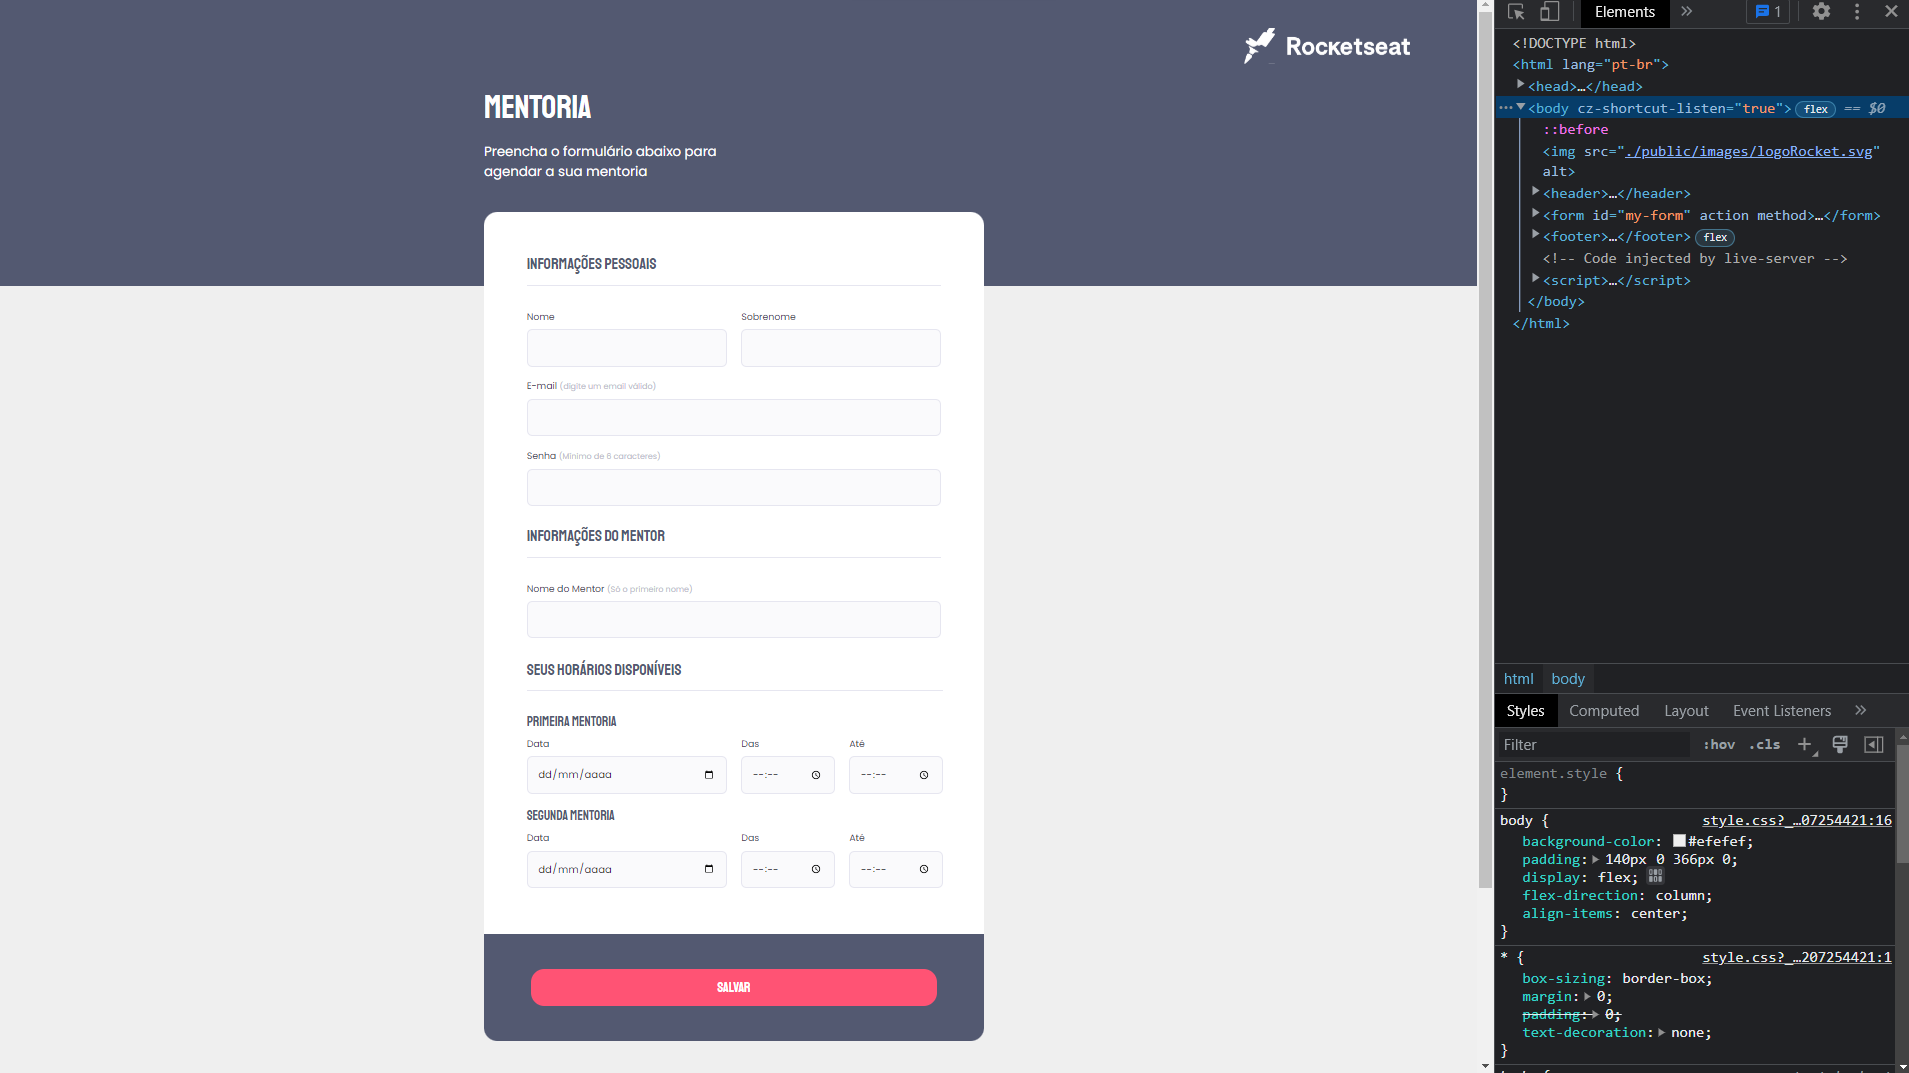 Rocketseat
MENTORIA
Preencha o formulário abaixo para
agendar a sua mentoria
INFORMAÇÕES PESSOAIS
Nome Sobrenome
E-mail (digite um email válido)
Senha (Minimo de 6 caracteres)
INFORMAÇÕES DO MENTOR
Nome do Mentor (Só o primeiro nome)
SEUS HORÁRIOS DISPONÍVEIS
PRIMEIRA MENTORIA
Data Das Até
dd/mm/aaaa --:-- --:--
SEGUNDA MENTORIA
Data Das Até
dd/mm/aaaa --:-- --:--
SALVAR
Elements » 1
<!DOCTYPE html>
<html lang="pt-br">
<head>…</head>
<body cz-shortcut-listen="true"> flex == $0
::before
<img src="./public/images/logoRocket.svg"
alt>
<header>…</header>
<form id="my-form" action method>…</form>
<footer>…</footer> flex
<!-- Code injected by live-server -->
<script>…</script>
</body>
</html>
html body
Styles Computed Layout Event Listeners »
Filter :hov .cls +
element.style {
}
body { style.css?_…07254421:16
background-color: #efefef;
padding: 140px 0 366px 0;
display: flex;
flex-direction: column;
align-items: center;
}
* { style.css?_…207254421:1
box-sizing: border-box;
margin: 0;
padding: 0;
text-decoration: none;
}